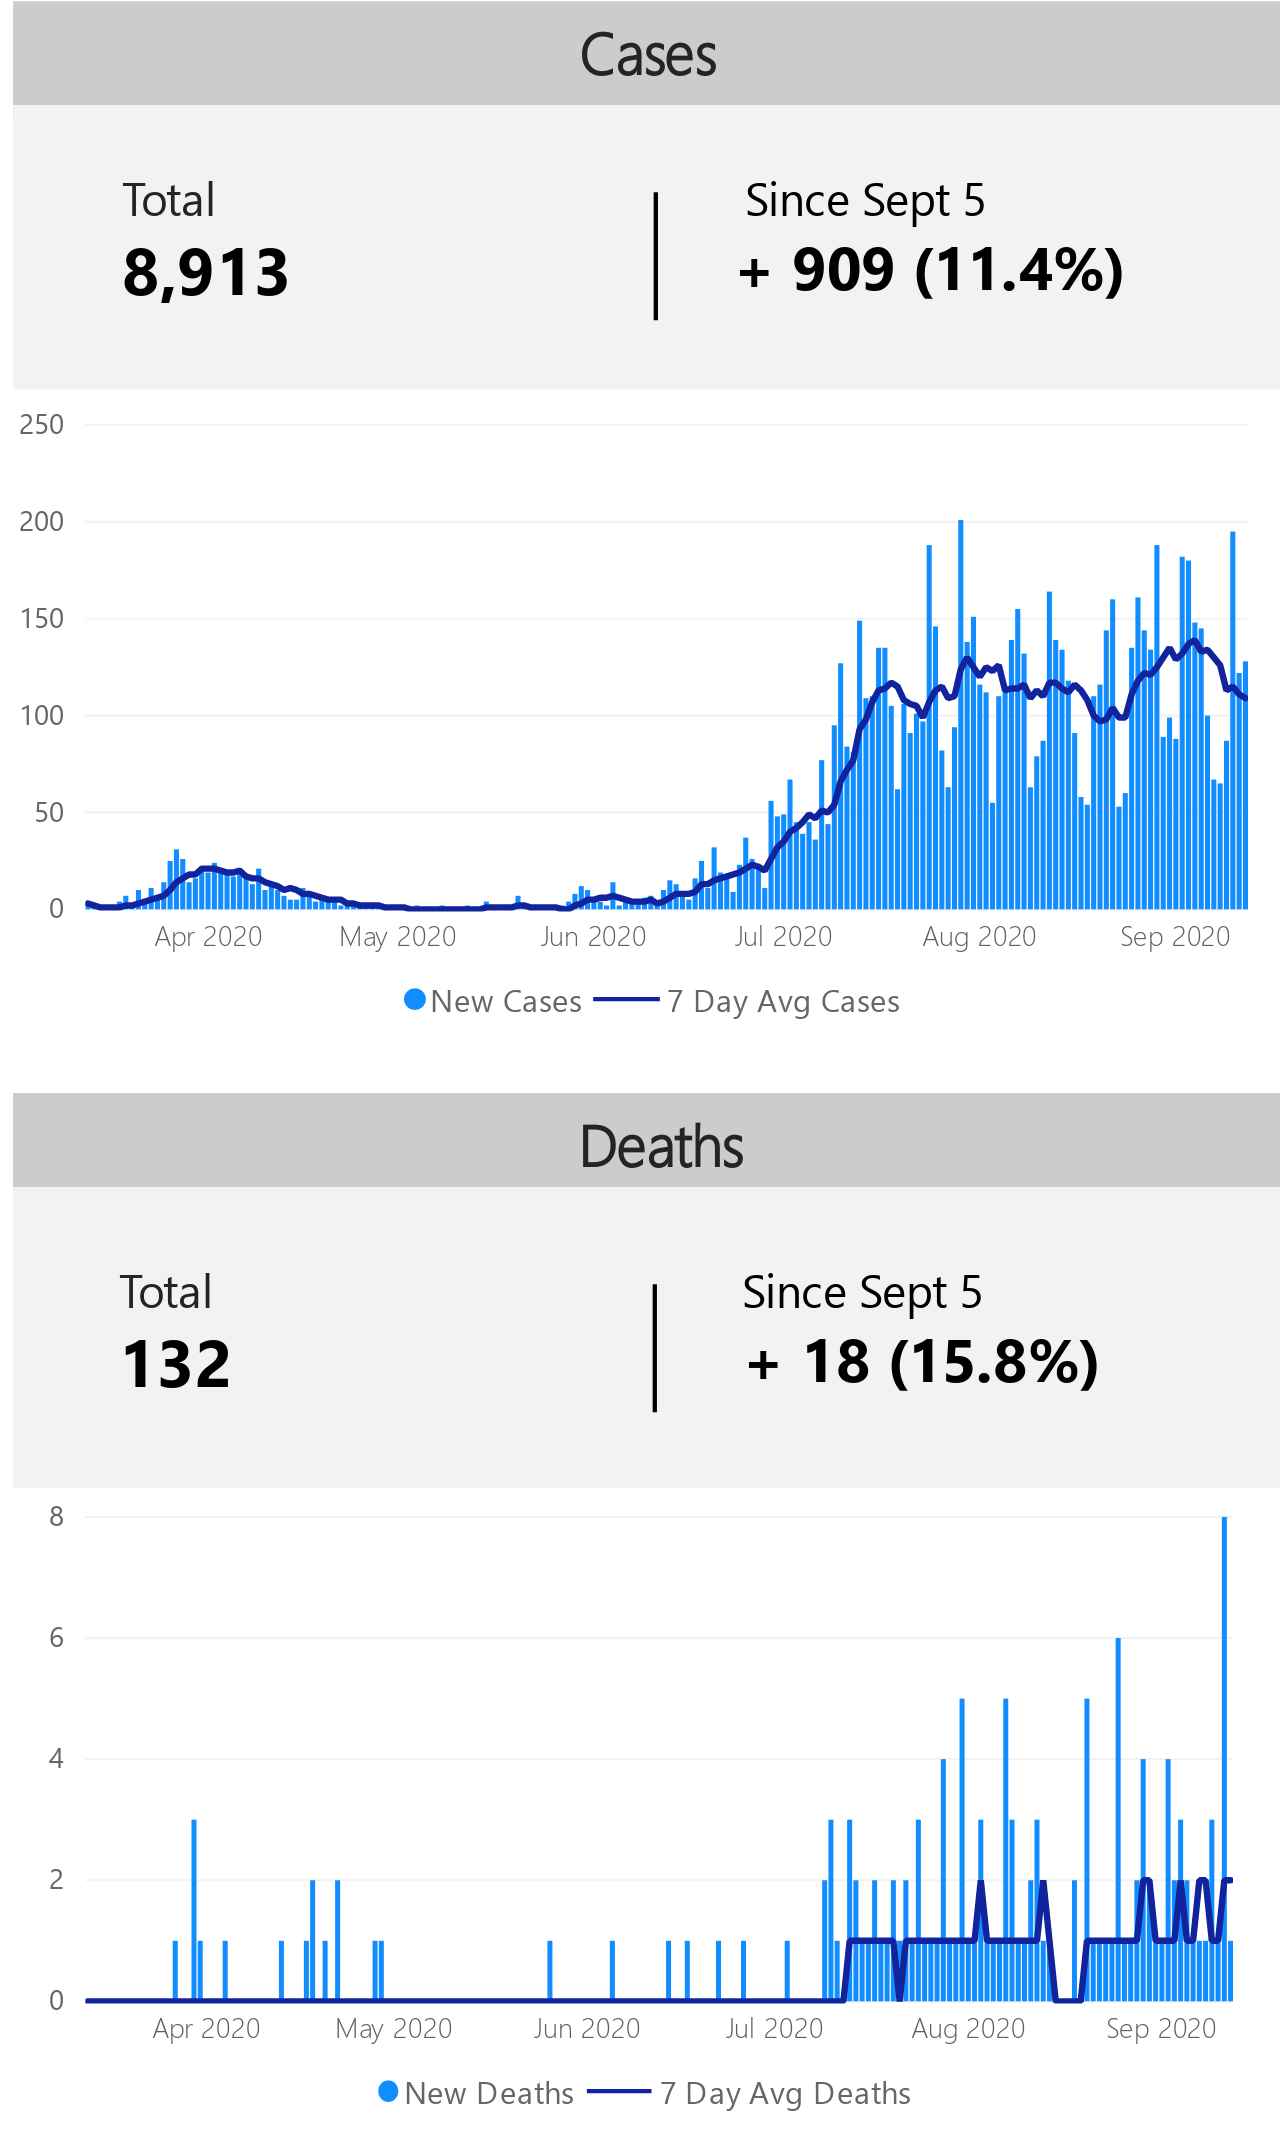 Cases
Total
Since Sept 5
8,913
+ 909 (11.4%)
250
200
150
100
50
0
Apr 2020
May 2020
Jun 2020
Jul 2020
Aug 2020
Sep 2020
New Cases
7 Day Avg Cases
Deaths
Total
Since Sept 5
132
+ 18 (15.8%)
8
6
4
2
0
Apr 2020
May 2020
Jun 2020
Jul 2020
Aug 2020
Sep 2020
New Deaths
7 Day Avg Deaths